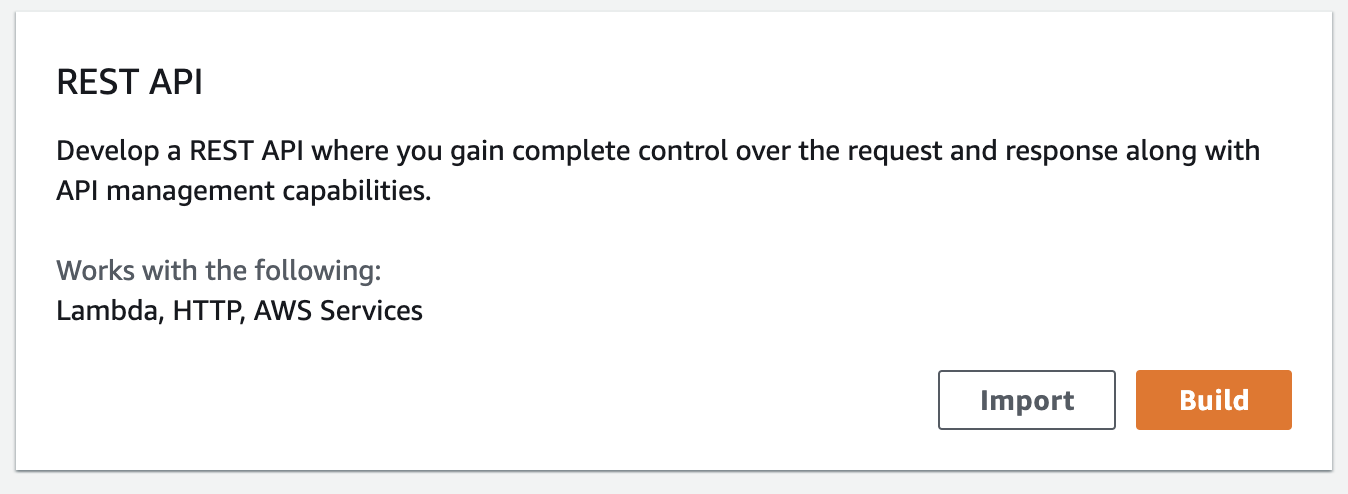 REST API
Develop a REST API where you gain complete control over the request and response along with
API management capabilities.
Works with the following:
Lambda, HTTP, AWS Services
Import
Build